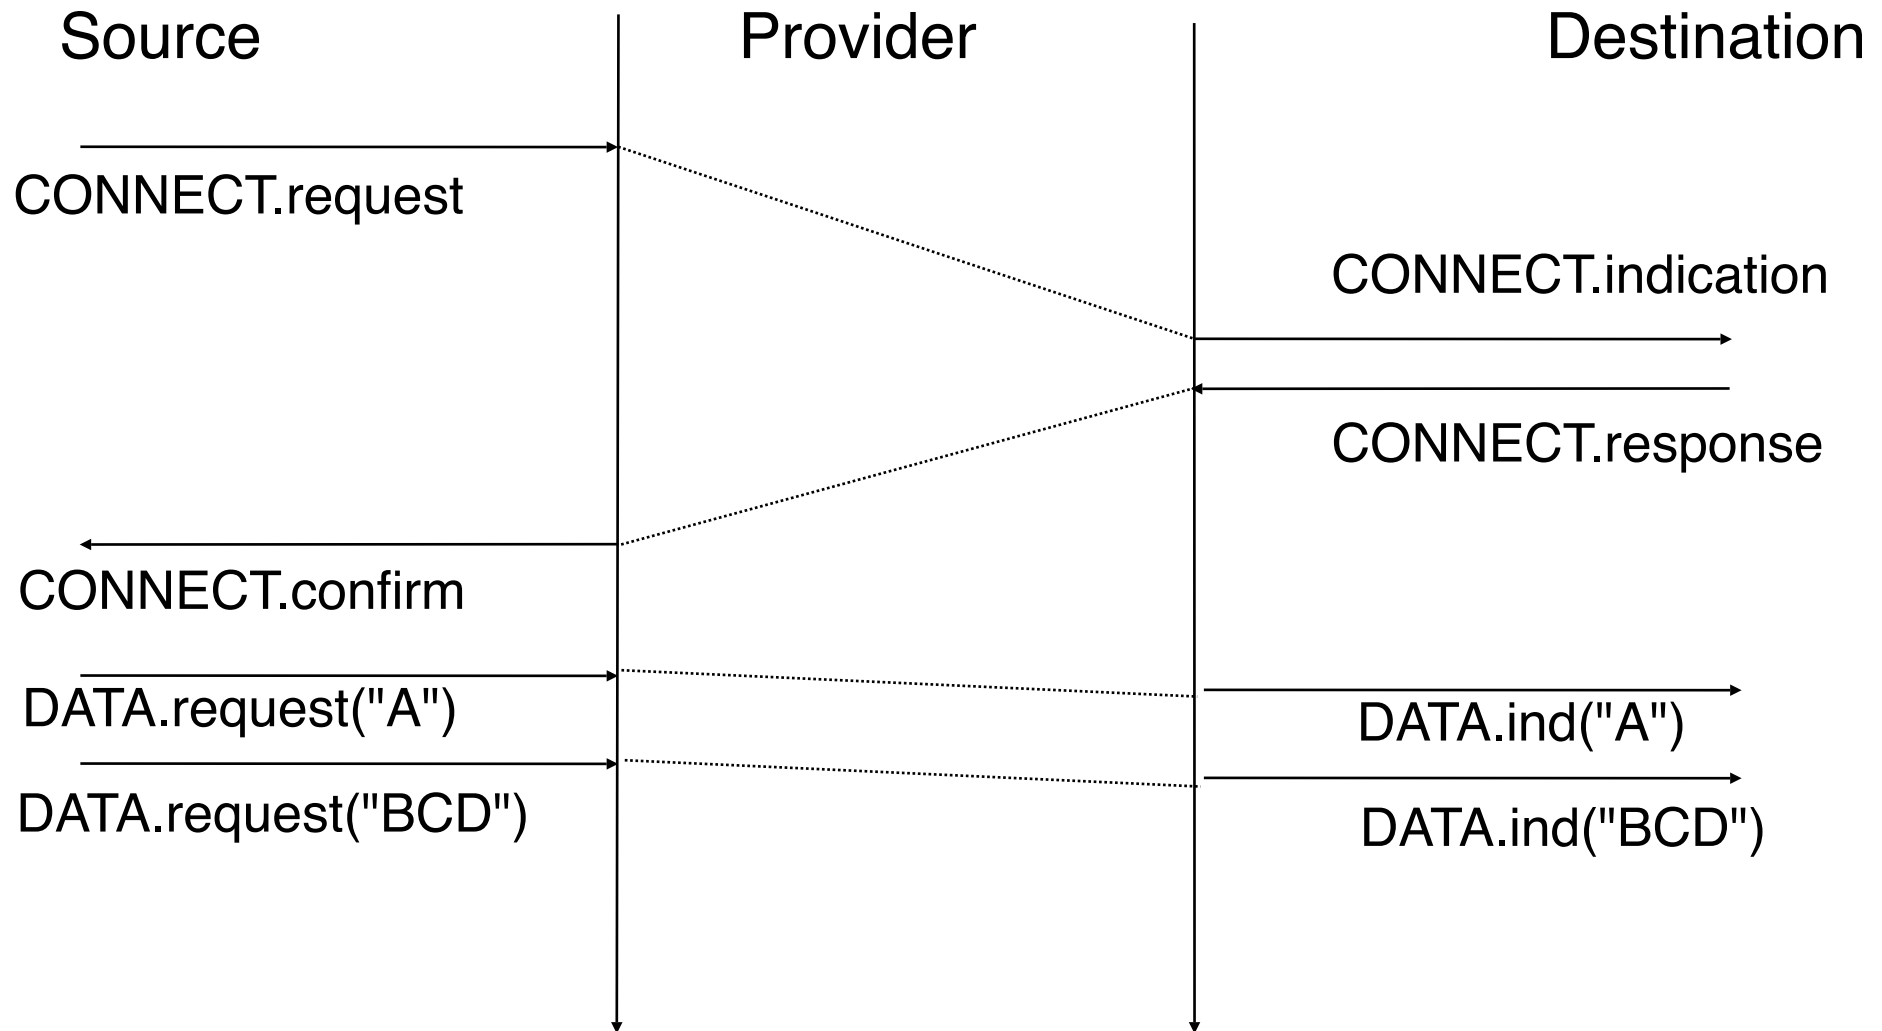 Source Provider Destination
CONNECT.request
CONNECT.indication
CONNECT.response
CONNECT.confirm
DATA.request("A")
DATA.ind("A")
DATA.request("BCD")
DATA.ind("BCD")